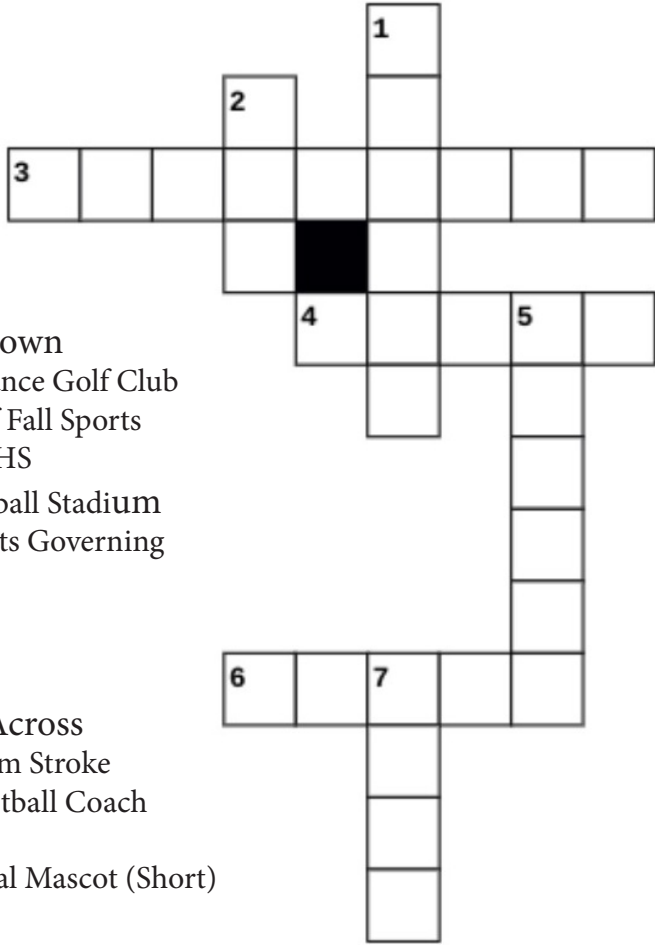 1
2
3
4
5
own
nce Golf Club
Fall Sports
HS
ball Stadium
ts Governing
6
7
Across
m Stroke
tball Coach
al Mascot (Short)